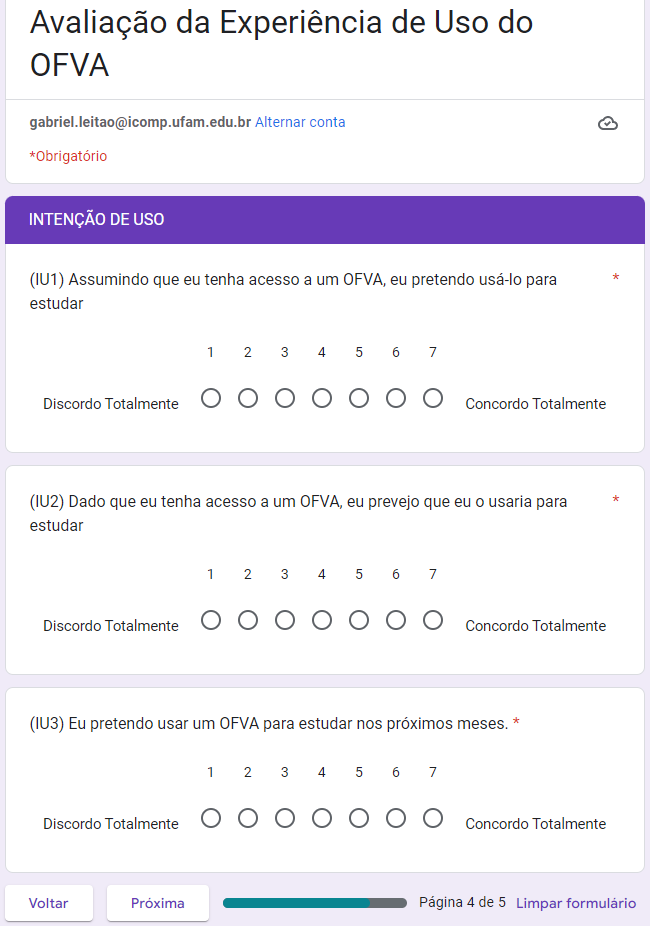 Avaliação da Experiência de Uso do
OFVA
gabriel.leitao@icomp.ufam.edu.br Alternar conta
*Obrigatório
INTENÇÃO DE USO
(IU1) Assumindo que eu tenha acesso a um OFVA, eu pretendo usá-lo para *
estudar
1 2 3 4 5 6 7
Discordo Totalmente Concordo Totalmente
(IU2) Dado que eu tenha acesso a um OFVA, eu prevejo que eu o usaria para *
estudar
1 2 3 4 5 6 7
Discordo Totalmente Concordo Totalmente
(IU3) Eu pretendo usar um OFVA para estudar nos próximos meses. *
1 2 3 4 5 6 7
Discordo Totalmente Concordo Totalmente
Voltar Próxima Página 4 de 5 Limpar formulário